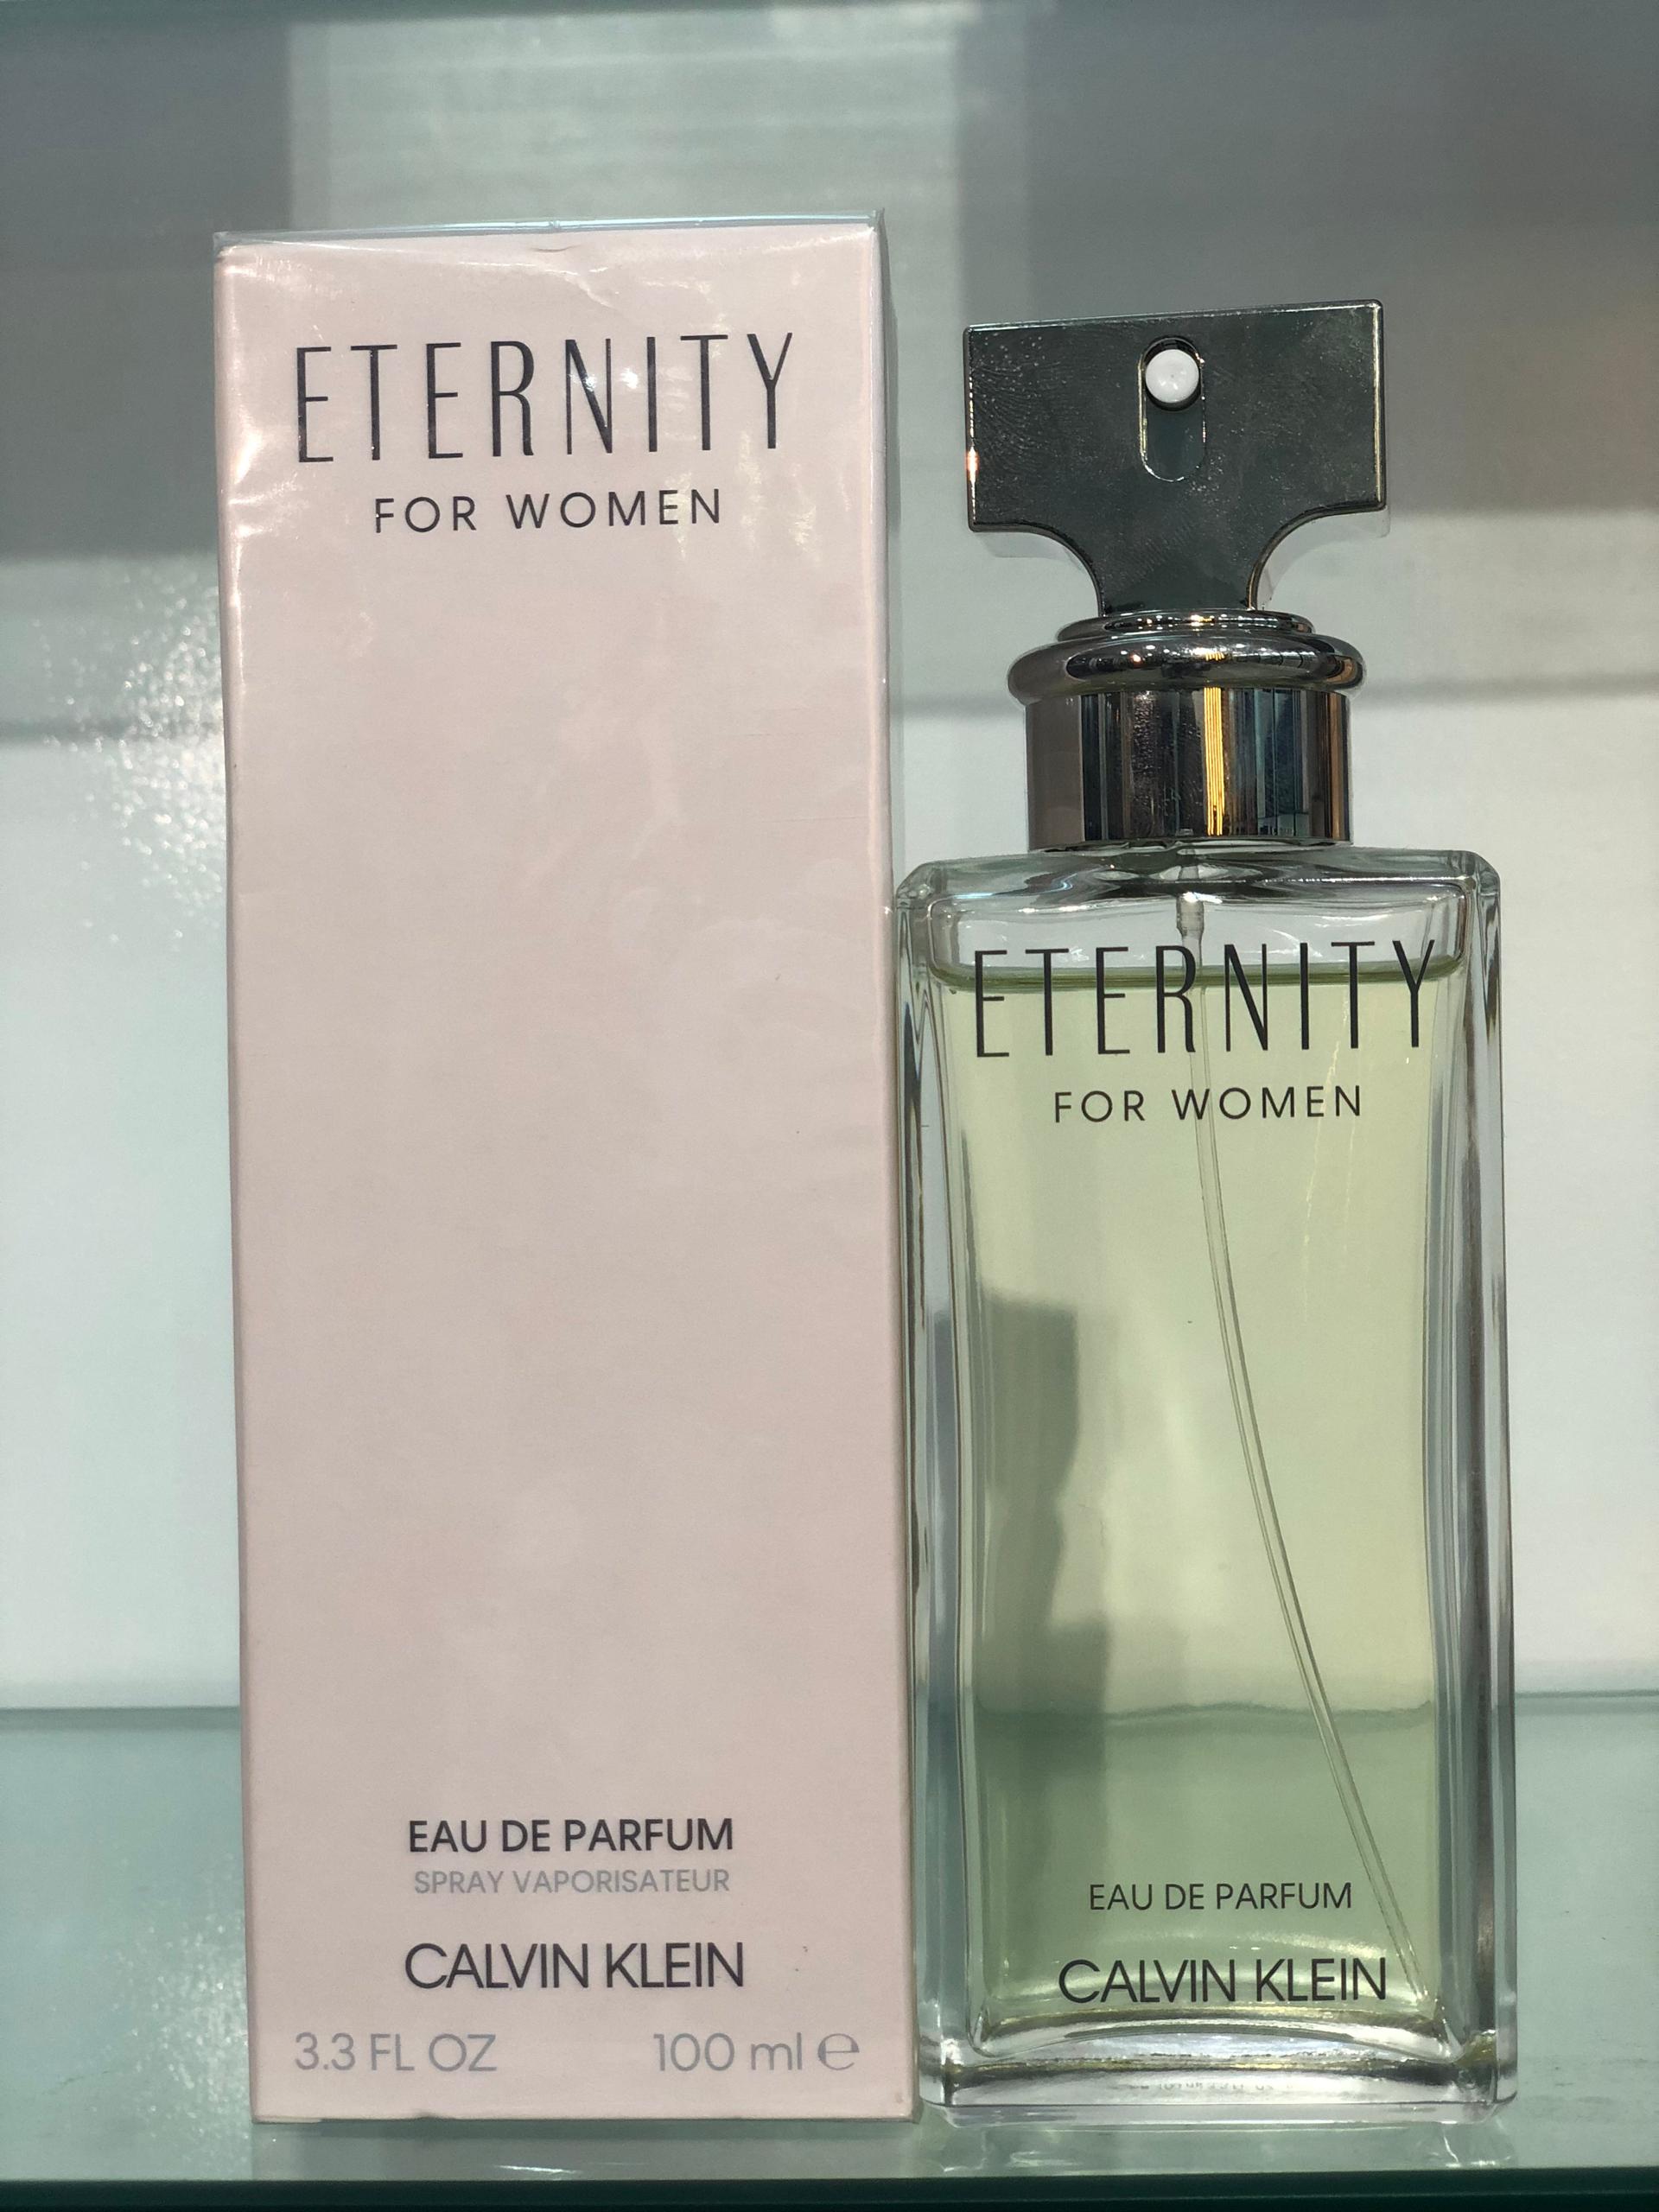 ETERNITY
FOR WOMEN
EAU DE PARFUM
SPRAY VAPORISATEUR
CALVIN KLEIN
3.3 FL OZ 100 ml ℮
ETERNITY
FOR WOMEN
EAU DE PARFUM
CALVIN KLEIN